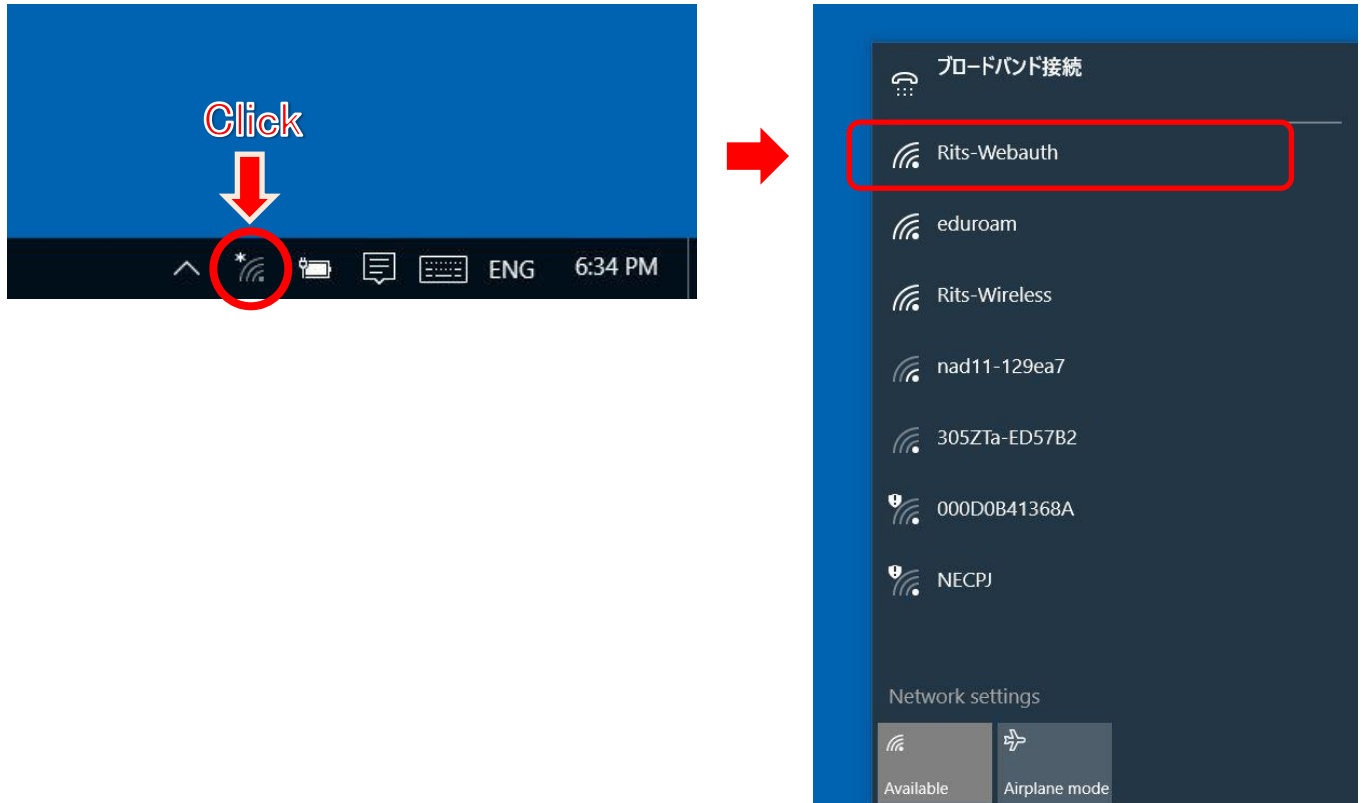 Click
ENG
6:34 PM
ブロードバンド接続
Rits-Webauth
eduroam
Rits-Wireless
nad11-129ea7
305ZTa-ED57B2
000D0B41368A
NECPJ
Network settings
Available
Airplane mode